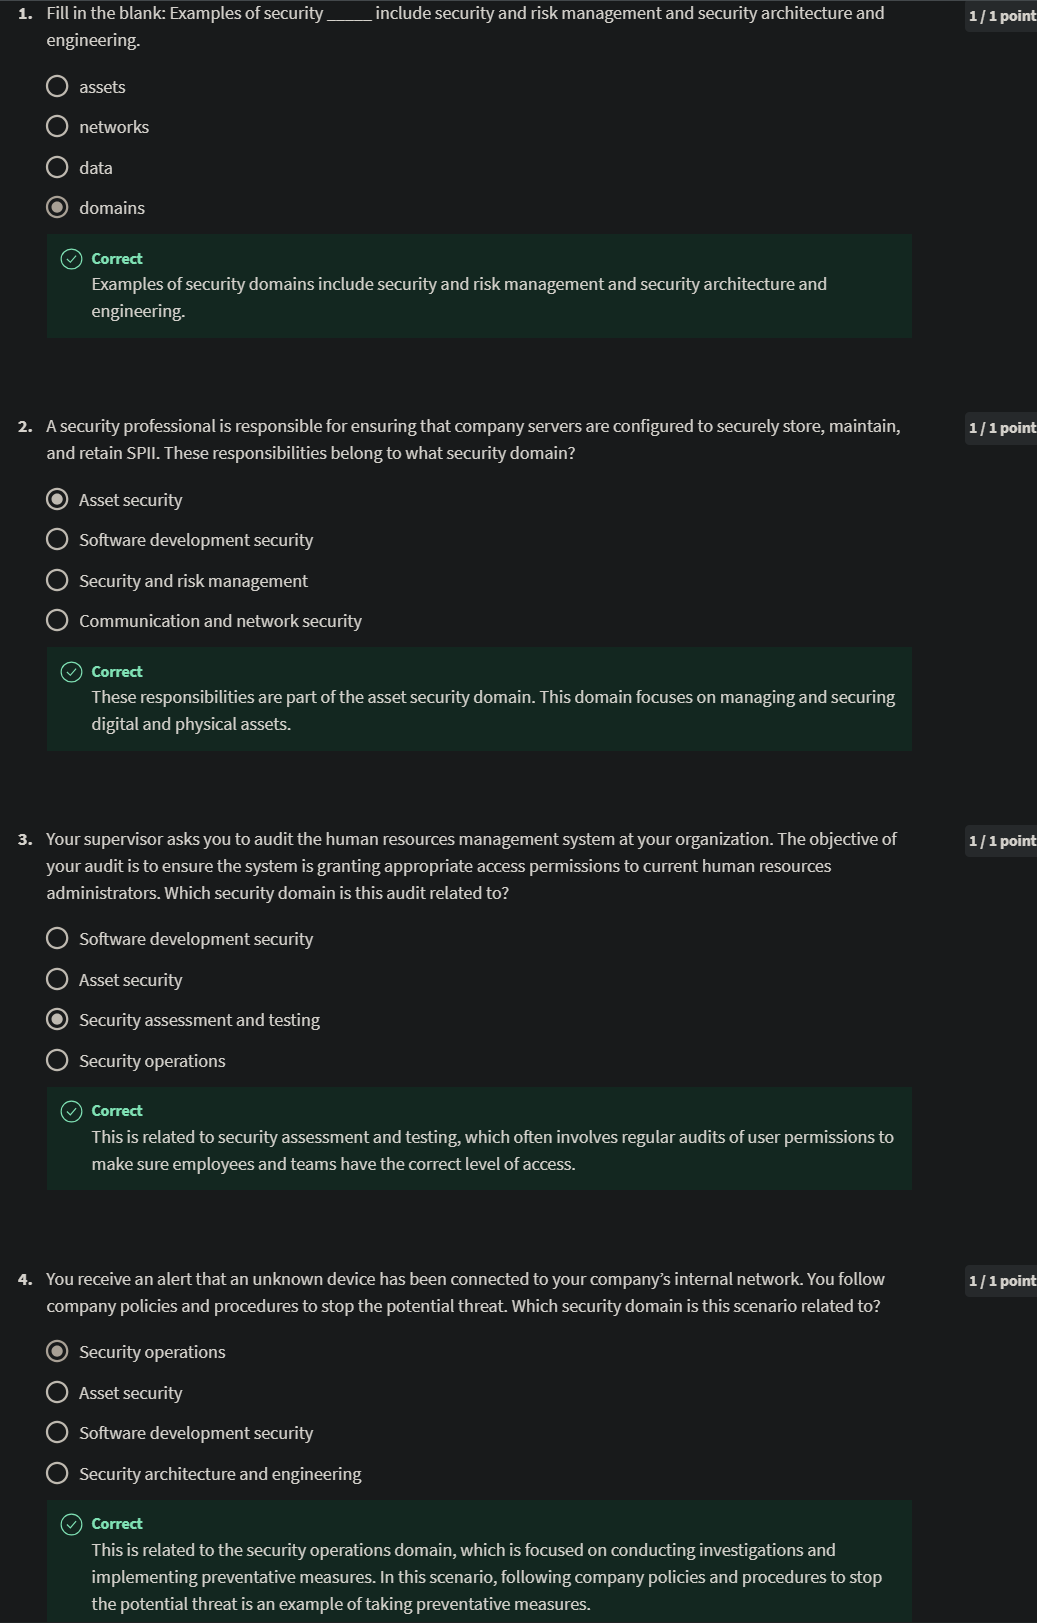 1. Fill in the blank: Examples of security _____ include security and risk management and security architecture and
1 / 1 point
engineering.
assets
networks
data
domains
Correct
Examples of security domains include security and risk management and security architecture and
engineering.
2. A security professional is responsible for ensuring that company servers are configured to securely store, maintain,
1 / 1 point
and retain SPII. These responsibilities belong to what security domain?
Asset security
Software development security
Security and risk management
Communication and network security
Correct
These responsibilities are part of the asset security domain. This domain focuses on managing and securing
digital and physical assets.
3. Your supervisor asks you to audit the human resources management system at your organization. The objective of
1 / 1 point
your audit is to ensure the system is granting appropriate access permissions to current human resources
administrators. Which security domain is this audit related to?
Software development security
Asset security
Security assessment and testing
Security operations
Correct
This is related to security assessment and testing, which often involves regular audits of user permissions to
make sure employees and teams have the correct level of access.
4. You receive an alert that an unknown device has been connected to your company’s internal network. You follow
1 / 1 point
company policies and procedures to stop the potential threat. Which security domain is this scenario related to?
Security operations
Asset security
Software development security
Security architecture and engineering
Correct
This is related to the security operations domain, which is focused on conducting investigations and
implementing preventative measures. In this scenario, following company policies and procedures to stop
the potential threat is an example of taking preventative measures.